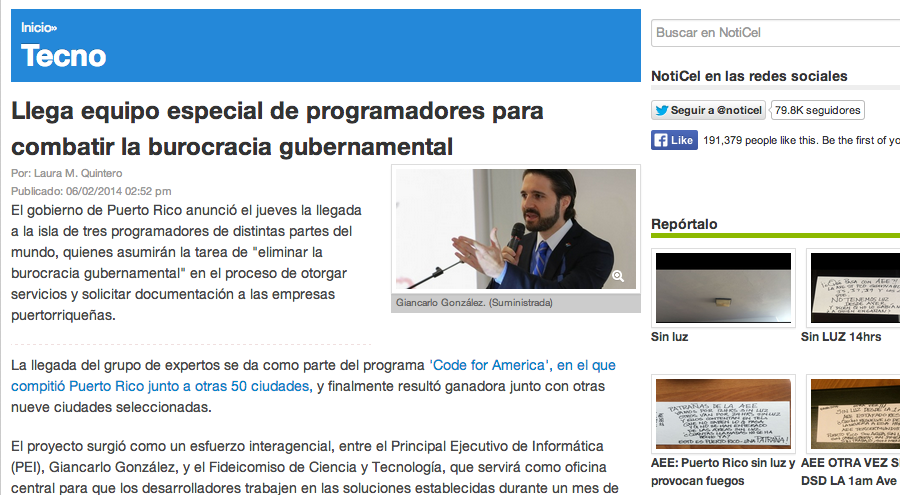 Inicio»
Tecno
Llega equipo especial de programadores para
combatir la burocracia gubernamental
Por: Laura M. Quintero
Publicado: 06/02/2014 02:52 pm
El gobierno de Puerto Rico anunció el jueves la llegada
a la isla de tres programadores de distintas partes del
mundo, quienes asumirán la tarea de "eliminar la
burocracia gubernamental" en el proceso de otorgar
servicios y solicitar documentación a las empresas
puertorriqueñas.
Giancarlo González. (Suministrada)
La llegada del grupo de expertos se da como parte del programa 'Code for America', en el que
compitió Puerto Rico junto a otras 50 ciudades, y finalmente resultó ganadora junto con otras
nueve ciudades seleccionadas.
El proyecto surgió como un esfuerzo interagencial, entre el Principal Ejecutivo de Informática
(PEI), Giancarlo González, y el Fideicomiso de Ciencia y Tecnología, que servirá como oficina
central para que los desarrolladores trabajen en las soluciones establecidas durante un mes de
Buscar en NotiCel
NotiCel en las redes sociales
Seguir a @noticel
79.8K seguidores
Like
191,379 people like this. Be the first of yo
Repórtalo
Sin luz
Sin LUZ 14hrs
PATRAÑAS DE LA AEE
AEE: Puerto Rico sin luz y
provocan fuegos
AEE OTRA VEZ S
DSD LA 1am Ave